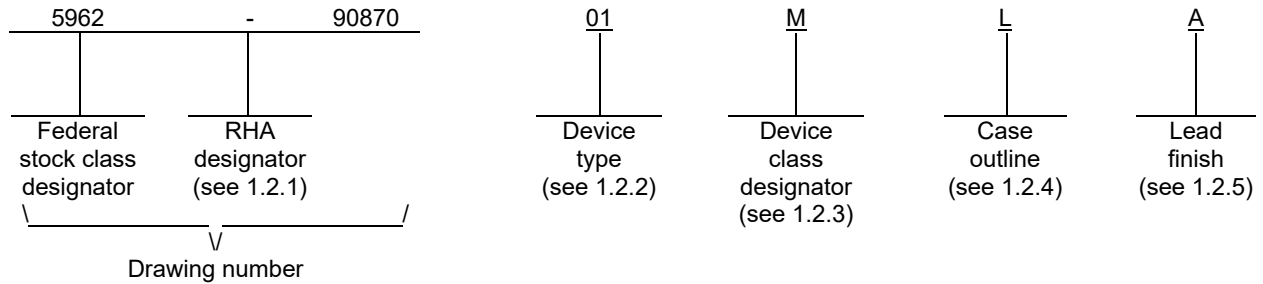 5962 - 90870 01 M L A
Federal stock class designator
RHA designator (see 1.2.1)
Device type (see 1.2.2)
Device class designator (see 1.2.3)
Case outline (see 1.2.4)
Lead finish (see 1.2.5)
\ /
\/
Drawing number